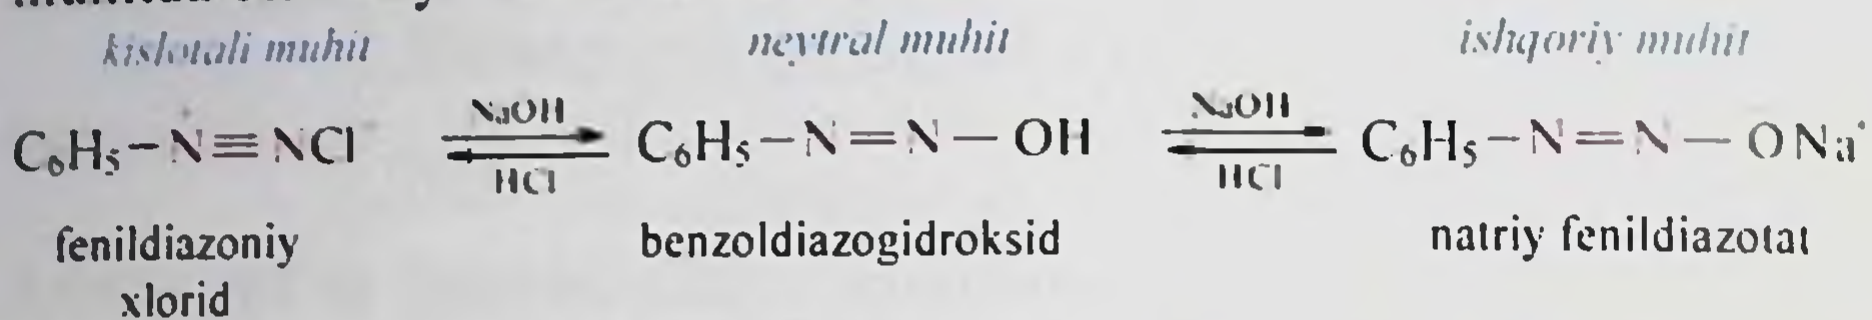 kislotali muhit neytral muhit ishqoriy muhit
NaOH NaOH
C₆H₅−N⁺≡NCl⁻ C₆H₅−N=N−OH C₆H₅−N=N−ONa⁺
HCl HCl
fenildiazoniy benzoldiazogidroksid natriy fenildiazotat
xlorid